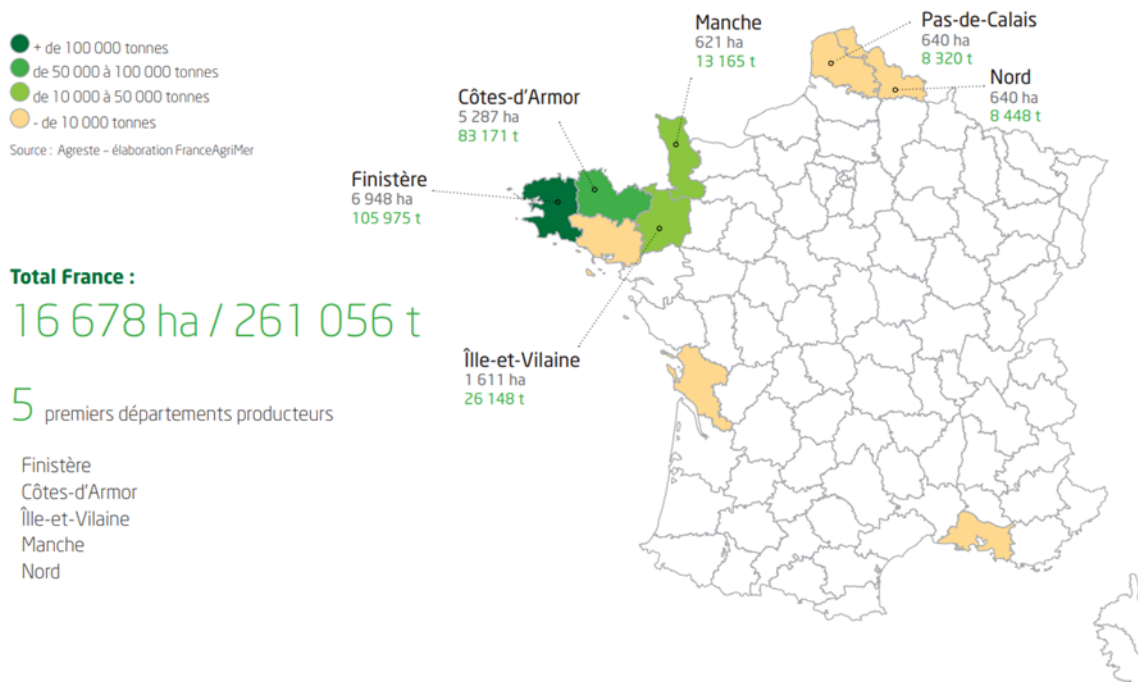 + de 100 000 tonnes
de 50 000 à 100 000 tonnes
de 10 000 à 50 000 tonnes
- de 10 000 tonnes
Source : Agreste – élaboration FranceAgriMer
Manche
621 ha
13 165 t
Pas-de-Calais
640 ha
8 320 t
Nord
640 ha
8 448 t
Côtes-d'Armor
5 287 ha
83 171 t
Finistère
6 948 ha
105 975 t
Îlle-et-Vilaine
1 611 ha
26 148 t
Total France :
16 678 ha / 261 056 t
5 premiers départements producteurs
Finistère
Côtes-d'Armor
Îlle-et-Vilaine
Manche
Nord